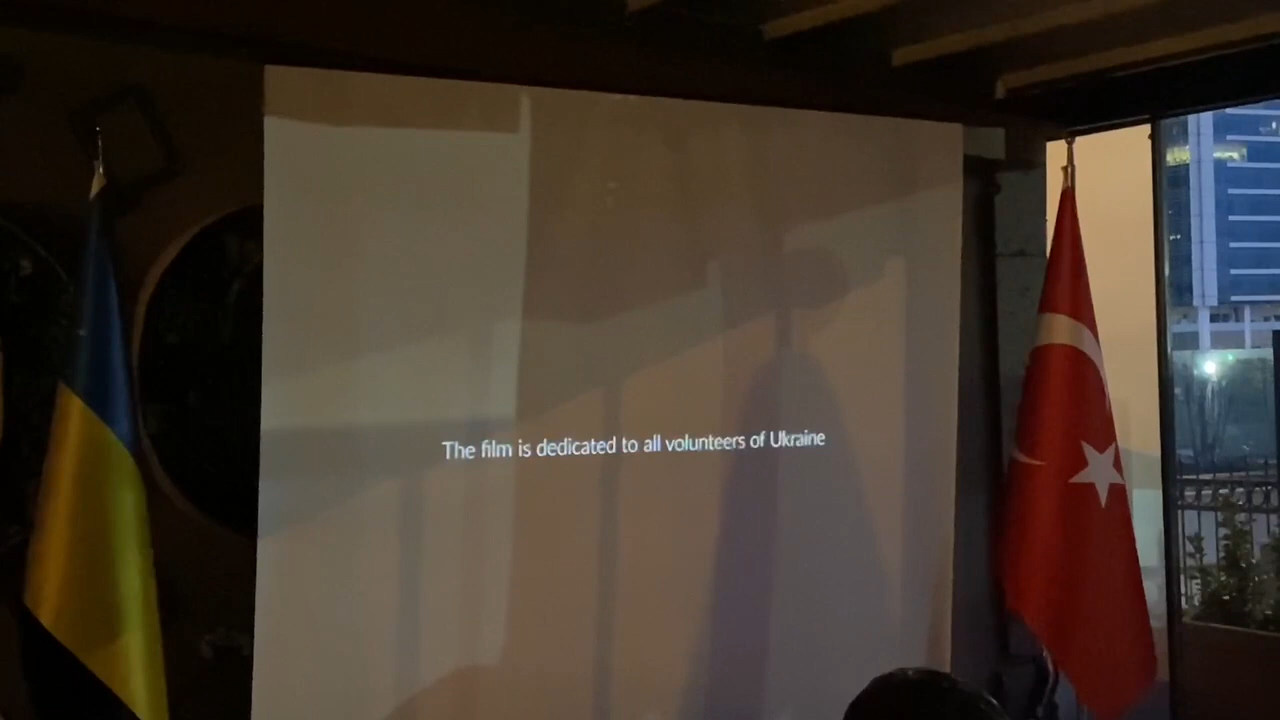 The film is dedicated to all volunteers of Ukraine